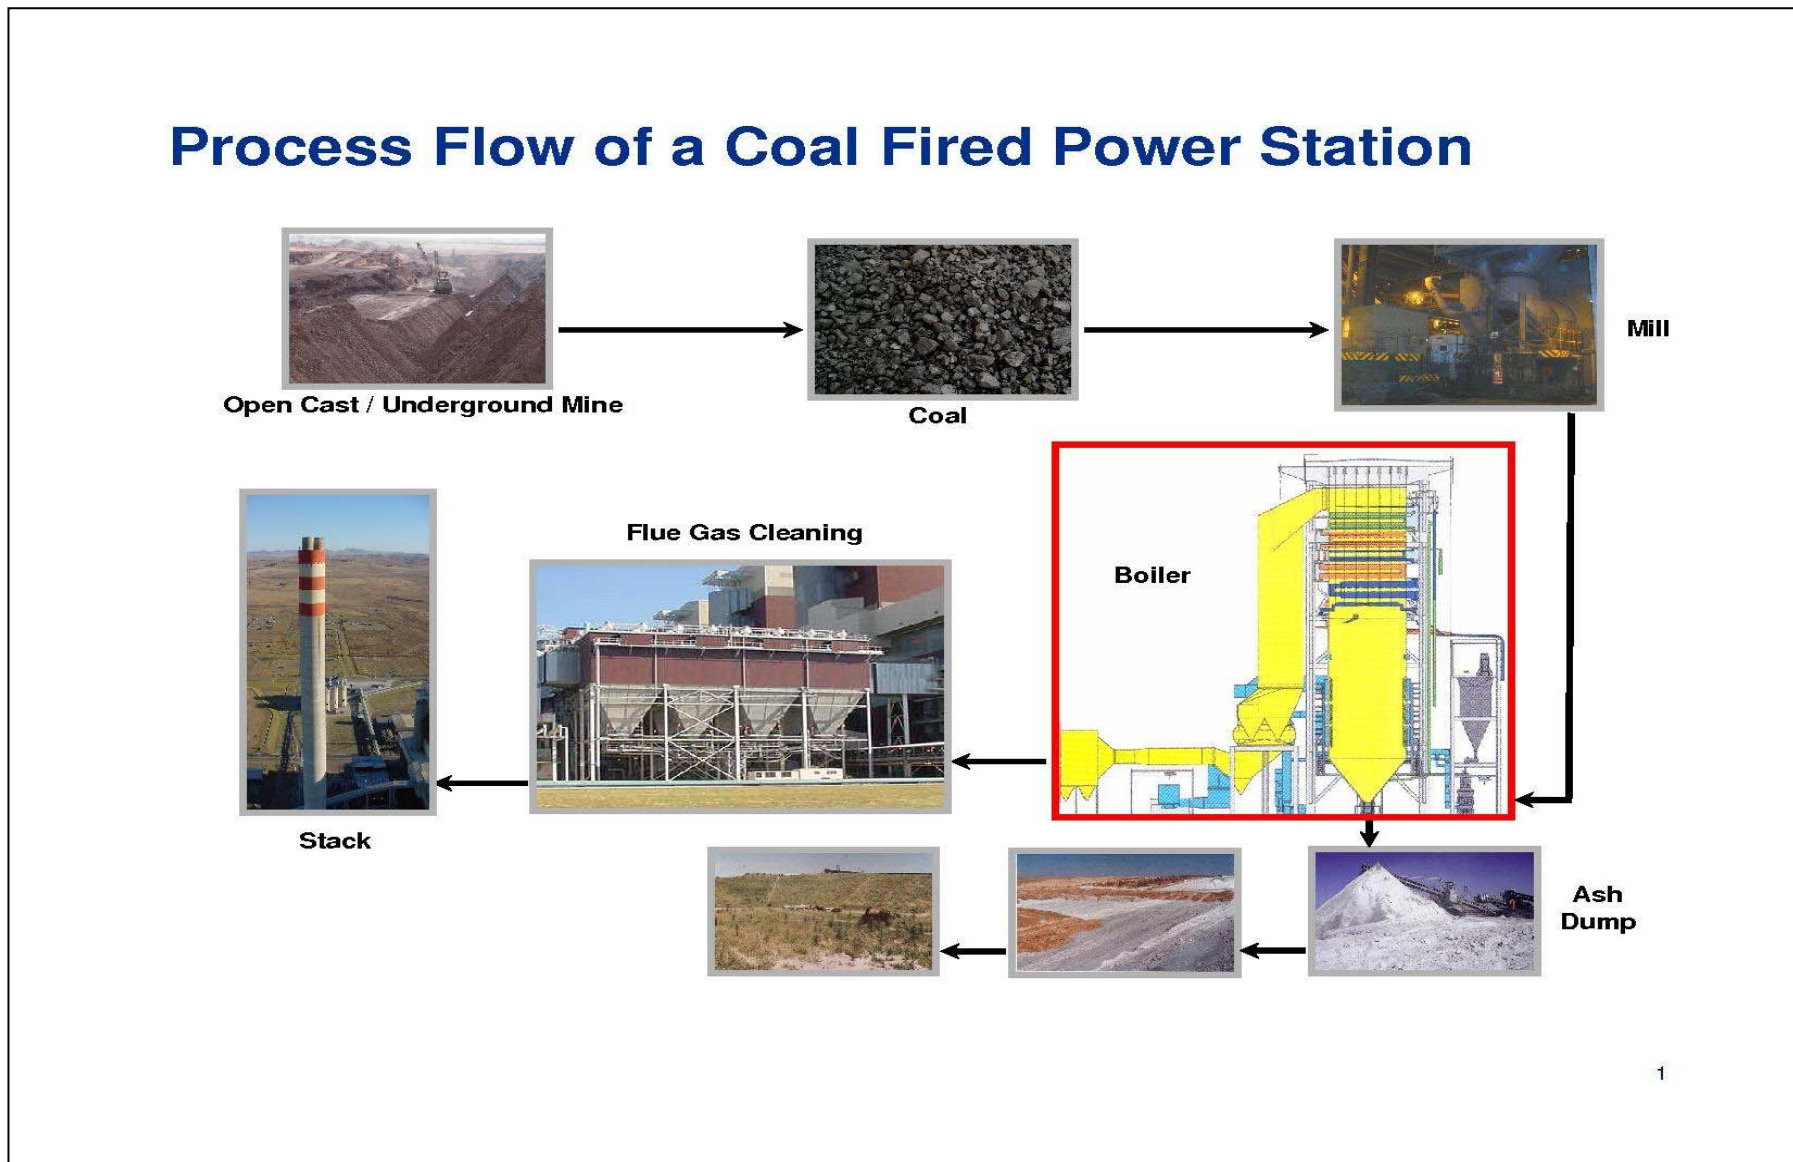 Process Flow of a Coal Fired Power Station
Open Cast / Underground Mine
Coal
Mill
Flue Gas Cleaning
Boiler
Stack
Ash
Dump
1